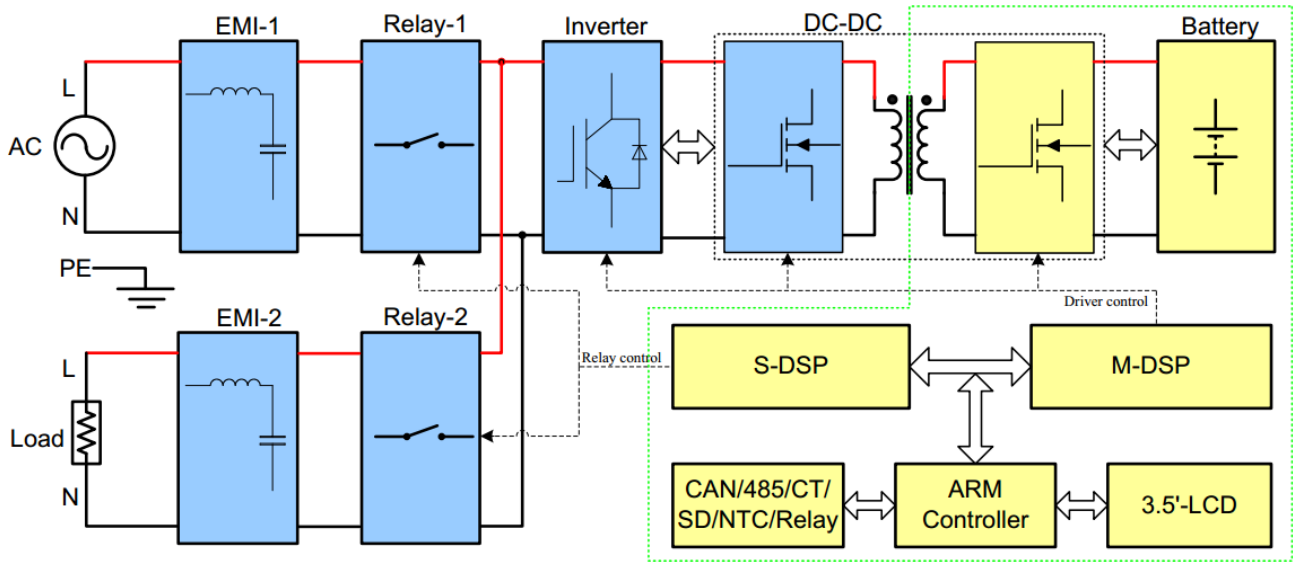 EMI-1
Relay-1
Inverter
DC-DC
Battery
L
AC
N
PE
EMI-2
Relay-2
L
Load
N
Relay control
Driver control
S-DSP
M-DSP
CAN/485/CT/
SD/NTC/Relay
ARM
Controller
3.5'-LCD